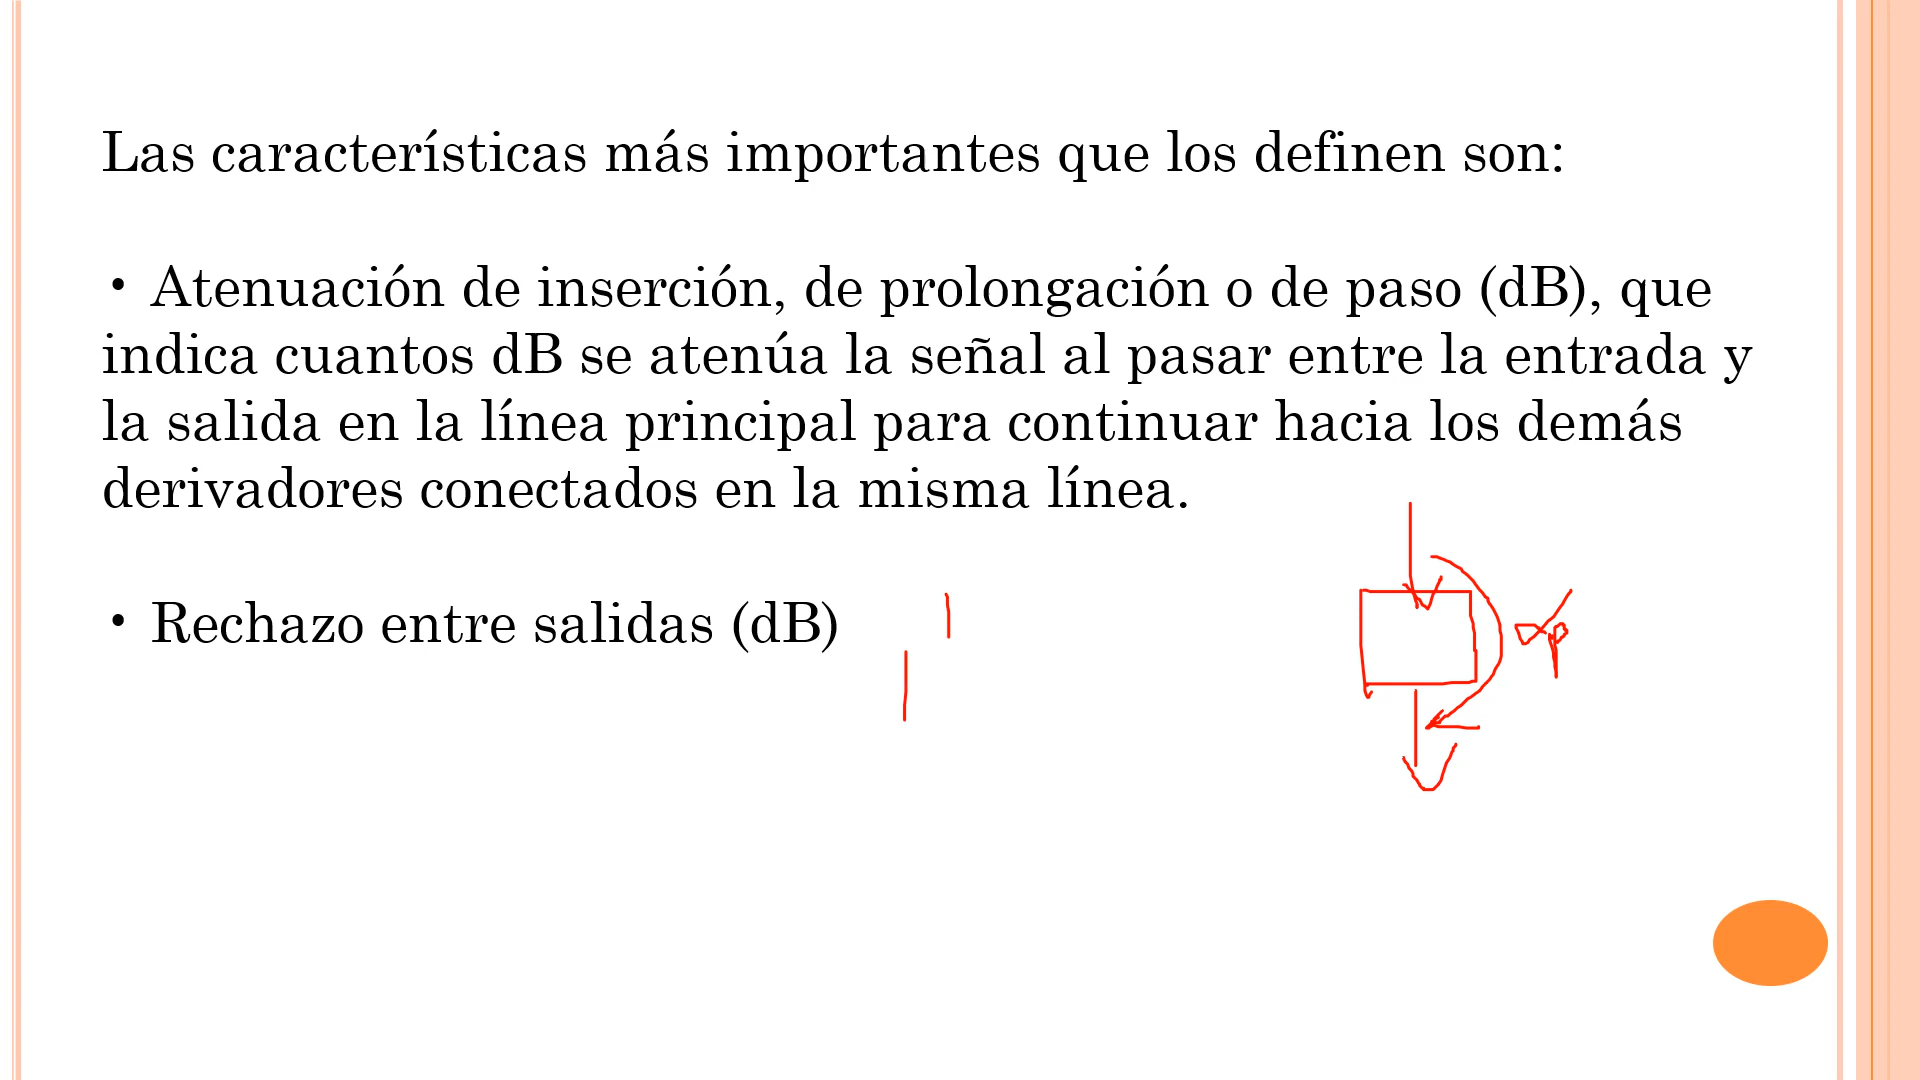 Las características más importantes que los definen son:
• Atenuación de inserción, de prolongación o de paso (dB), que
indica cuantos dB se atenúa la señal al pasar entre la entrada y
la salida en la línea principal para continuar hacia los demás
derivadores conectados en la misma línea.
• Rechazo entre salidas (dB)
αp